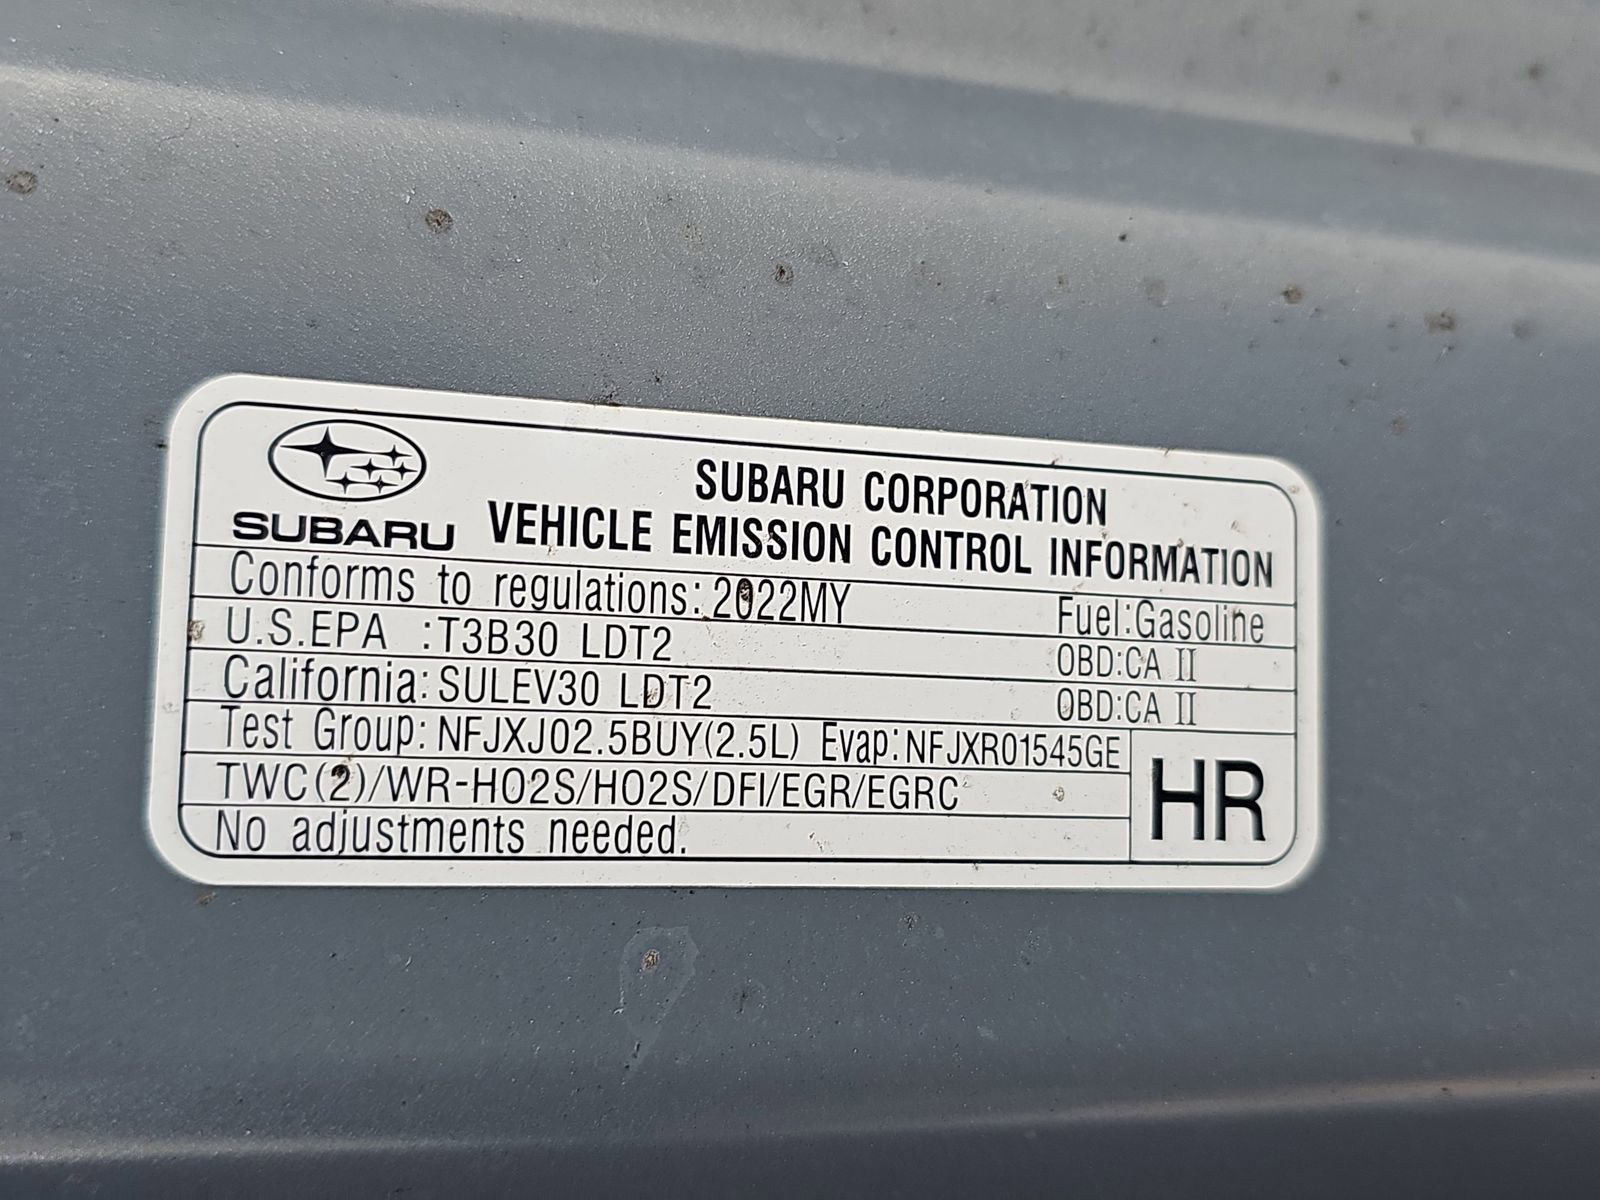 SUBARU CORPORATION
SUBARU VEHICLE EMISSION CONTROL INFORMATION
Conforms to regulations: 2022MY Fuel:Gasoline
U.S.EPA :T3B30 LDT2 OBD:CA II
California: SULEV30 LDT2 OBD:CA II
Test Group: NFJXJ02.5BUY(2.5L) Evap:NFJXR01545GE
TWC(2)/WR-HO2S/HO2S/DFI/EGR/EGRC
HR
No adjustments needed.